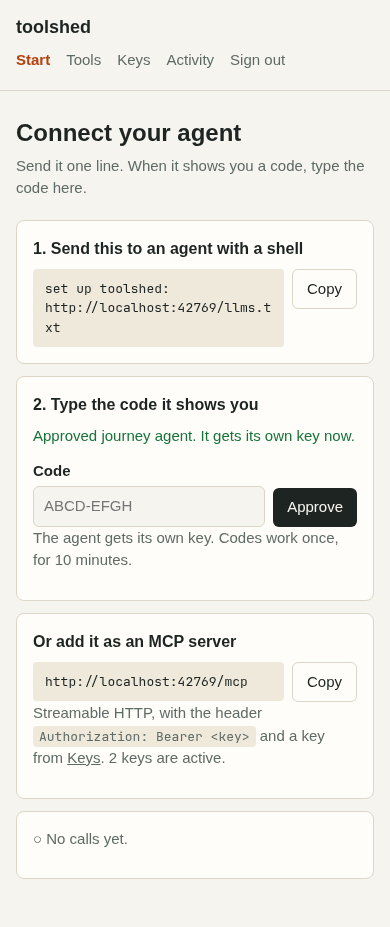 toolshed
Start Tools Keys Activity Sign out
Connect your agent
Send it one line. When it shows you a code, type the
code here.
1. Send this to an agent with a shell
set up toolshed:
http://localhost:42769/llms.t
xt
Copy
2. Type the code it shows you
Approved journey agent. It gets its own key now.
Code
ABCD-EFGH
Approve
The agent gets its own key. Codes work once,
for 10 minutes.
Or add it as an MCP server
http://localhost:42769/mcp
Copy
Streamable HTTP, with the header
Authorization: Bearer <key> and a key
from Keys. 2 keys are active.
○ No calls yet.